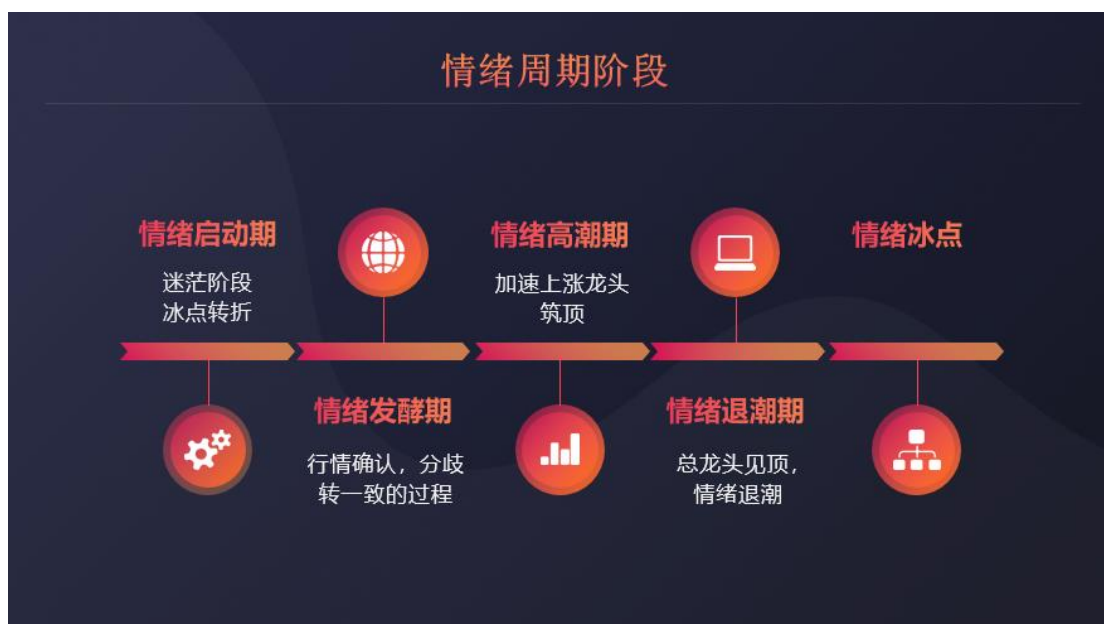 情绪周期阶段
情绪启动期
迷茫阶段
冰点转折
情绪发酵期
行情确认，分歧
转一致的过程
情绪高潮期
加速上涨龙头
筑顶
情绪退潮期
总龙头见顶，
情绪退潮
情绪冰点